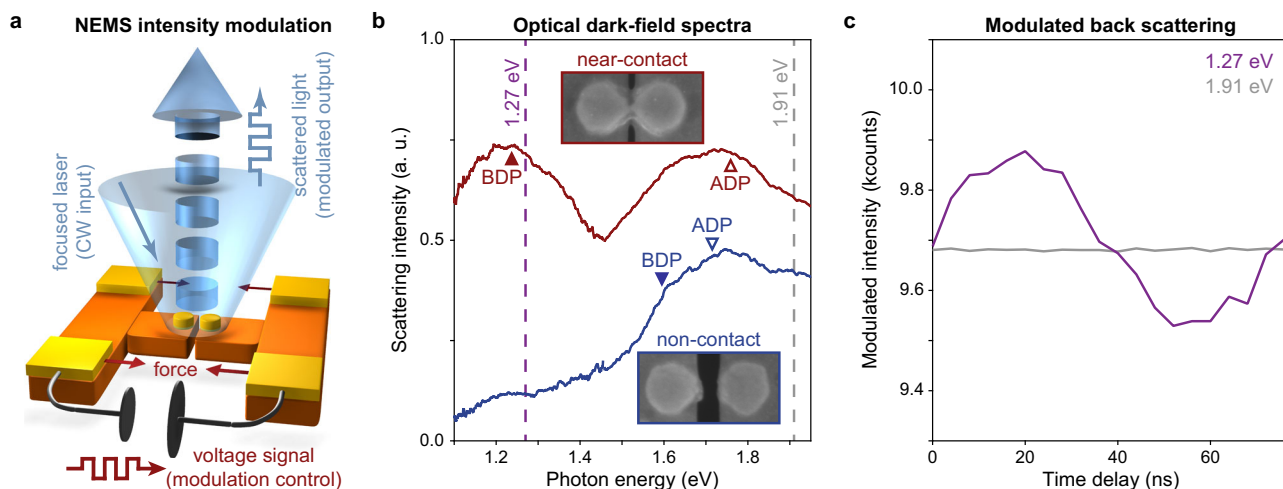 a
NEMS intensity modulation
focused laser
(CW input)
scattered light
(modulated output)
force
voltage signal
(modulation control)
b
Optical dark-field spectra
1.0
0.5
0.0
Scattering intensity (a. u.)
near-contact
1.27 eV
1.91 eV
BDP
ADP
ADP
BDP
non-contact
1.2
1.4
1.6
1.8
Photon energy (eV)
c
Modulated back scattering
1.27 eV
1.91 eV
10.0
9.8
9.6
9.4
Modulated intensity (kcounts)
0
20
40
60
Time delay (ns)